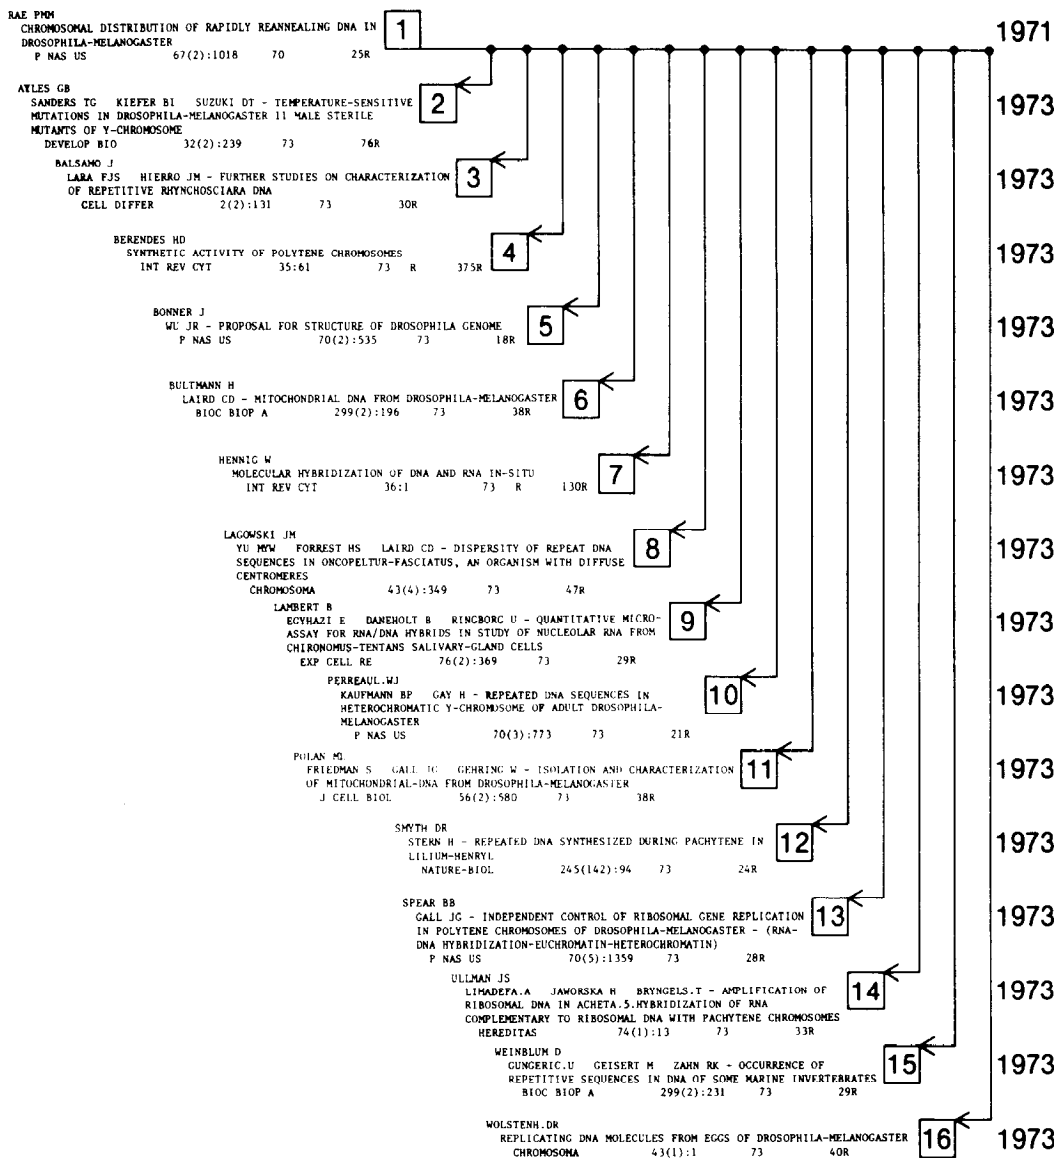 RAE PMM
CHROMOSOMAL DISTRIBUTION OF RAPIDLY REANNEALING DNA IN
DROSOPHILA-MELANOGASTER
P NAS US 67(2):1018 70 25R
1
1971
AYLES GB
SANDERS TG KIEFER BI SUZUKI DT - TEMPERATURE-SENSITIVE
MUTATIONS IN DROSOPHILA-MELANOGASTER 11 MALE STERILE
MUTANTS OF Y-CHROMOSOME
DEVELOP BIO 32(2):239 73 76R
2
1973
BALSAMO J
LARA FJS HIERRO JM - FURTHER STUDIES ON CHARACTERIZATION
OF REPETITIVE RHYNCHOSCIARA DNA
CELL DIFFER 2(2):131 73 30R
3
1973
BERENDES HD
SYNTHETIC ACTIVITY OF POLYTENE CHROMOSOMES
INT REV CYT 35:61 73 R 375R
4
1973
BONNER J
WU JR - PROPOSAL FOR STRUCTURE OF DROSOPHILA GENOME
P NAS US 70(2):535 73 18R
5
1973
BULTMANN H
LAIRD CD - MITOCHONDRIAL DNA FROM DROSOPHILA-MELANOGASTER
BIOC BIOP A 299(2):196 73 38R
6
1973
HENNIG W
MOLECULAR HYBRIDIZATION OF DNA AND RNA IN-SITU
INT REV CYT 36:1 73 R 130R
7
1973
LAGOWSKI JM
YU MYW FORREST HS LAIRD CD - DISPERSITY OF REPEAT DNA
SEQUENCES IN ONCOPELTUR-FASCIATUS, AN ORGANISM WITH DIFFUSE
CENTROMERES
CHROMOSOMA 43(4):349 73 47R
8
1973
LAMBERT B
EGYHAZI E DANEHOLT B RINGBORG U - QUANTITATIVE MICRO-
ASSAY FOR RNA/DNA HYBRIDS IN STUDY OF NUCLEOLAR RNA FROM
CHIRONOMUS-TENTANS SALIVARY-GLAND CELLS
EXP CELL RE 76(2):369 73 29R
9
1973
PERREAUL.WJ
KAUFMANN BP GAY H - REPEATED DNA SEQUENCES IN
HETEROCHROMATIC Y-CHROMOSOME OF ADULT DROSOPHILA-
MELANOGASTER
P NAS US 70(3):773 73 21R
10
1973
POLAN ML
FRIEDMAN S GALL JG GEHRING W - ISOLATION AND CHARACTERIZATION
OF MITOCHONDRIAL-DNA FROM DROSOPHILA-MELANOGASTER
J CELL BIOL 56(2):580 73 38R
11
1973
SMYTH DR
STERN H - REPEATED DNA SYNTHESIZED DURING PACHYTENE IN
LILIUM-HENRYL
NATURE-BIOL 245(142):94 73 24R
12
1973
SPEAR BB
GALL JG - INDEPENDENT CONTROL OF RIBOSOMAL GENE REPLICATION
IN POLYTENE CHROMOSOMES OF DROSOPHILA-MELANOGASTER - (RNA-
DNA HYBRIDIZATION-EUCHROMATIN-HETEROCHROMATIN)
P NAS US 70(5):1359 73 28R
13
1973
ULLMAN JS
LIMADEFA.A JAWORSKA H BRYNGELS.T - AMPLIFICATION OF
RIBOSOMAL DNA IN ACHETA.5.HYBRIDIZATION OF RNA
COMPLEMENTARY TO RIBOSOMAL DNA WITH PACHYTENE CHROMOSOMES
HEREDITAS 74(1):13 73 33R
14
1973
WEINBLUM D
GUNGERIC.U GEISERT M ZAHN RK - OCCURRENCE OF
REPETITIVE SEQUENCES IN DNA OF SOME MARINE INVERTEBRATES
BIOC BIOP A 299(2):231 73 29R
15
1973
WOLSTENH.DR
REPLICATING DNA MOLECULES FROM EGGS OF DROSOPHILA-MELANOGASTER
CHROMOSOMA 43(1):1 73 40R
16
1973